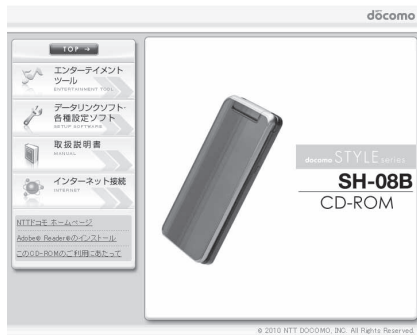 döcomo
TOP →
エンターテイメント
ツール
ENTERTAINMENT TOOL
データリンクソフト・
各種設定ソフト
SETUP SOFTWARE
取扱説明書
MANUAL
インターネット接続
INTERNET
NTTドコモ ホームページ
Adobe® Reader®のインストール
このCD-ROMのご利用にあたって
docomo STYLE series
SH-08B
CD-ROM
© 2010 NTT DOCOMO, INC. All Rights Reserved.